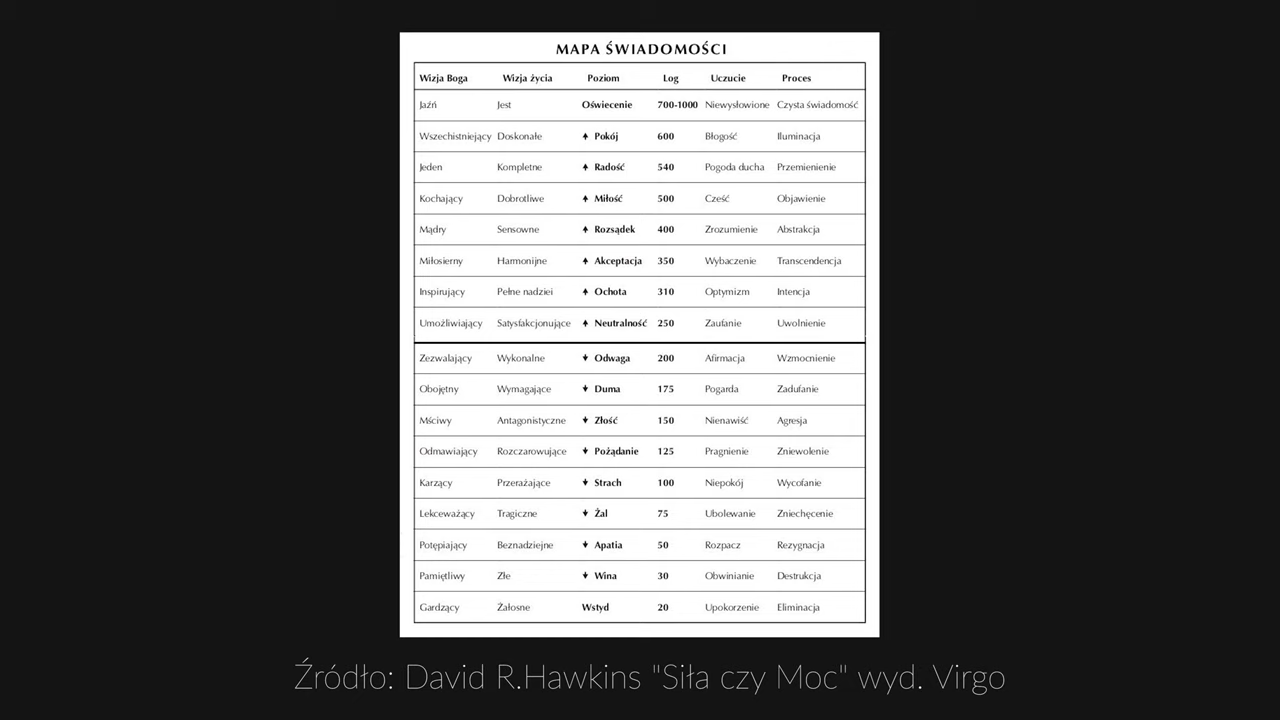 MAPA ŚWIADOMOŚCI
Wizja Boga Wizja życia Poziom Log Uczucie Proces
Jaźń Jest Oświecenie 700-1000 Niewysłowione Czysta świadomość
Wszechistniejący Doskonałe Pokój 600 Błogość Iluminacja
Jeden Kompletne Radość 540 Pogoda ducha Przemienienie
Kochający Dobrotliwe Miłość 500 Cześć Objawienie
Mądry Sensowne Rozsądek 400 Zrozumienie Abstrakcja
Miłosierny Harmonijne Akceptacja 350 Wybaczenie Transcendencja
Inspirujący Pełne nadziei Ochota 310 Optymizm Intencja
Umożliwiający Satysfakcjonujące Neutralność 250 Zaufanie Uwolnienie
Zezwalający Wykonalne Odwaga 200 Afirmacja Wzmocnienie
Obojętny Wymagające Duma 175 Pogarda Zadufanie
Mściwy Antagonistyczne Złość 150 Nienawiść Agresja
Odmawiający Rozczarowujące Pożądanie 125 Pragnienie Zniewolenie
Karzący Przerażające Strach 100 Niepokój Wycofanie
Lekceważący Tragiczne Żal 75 Ubolewanie Zniechęcenie
Potępiający Beznadziejne Apatia 50 Rozpacz Rezygnacja
Pamiętliwy Złe Wina 30 Obwinianie Destrukcja
Gardzący Żałosne Wstyd 20 Upokorzenie Eliminacja
Źródło: David R.Hawkins "Siła czy Moc" wyd. Virgo